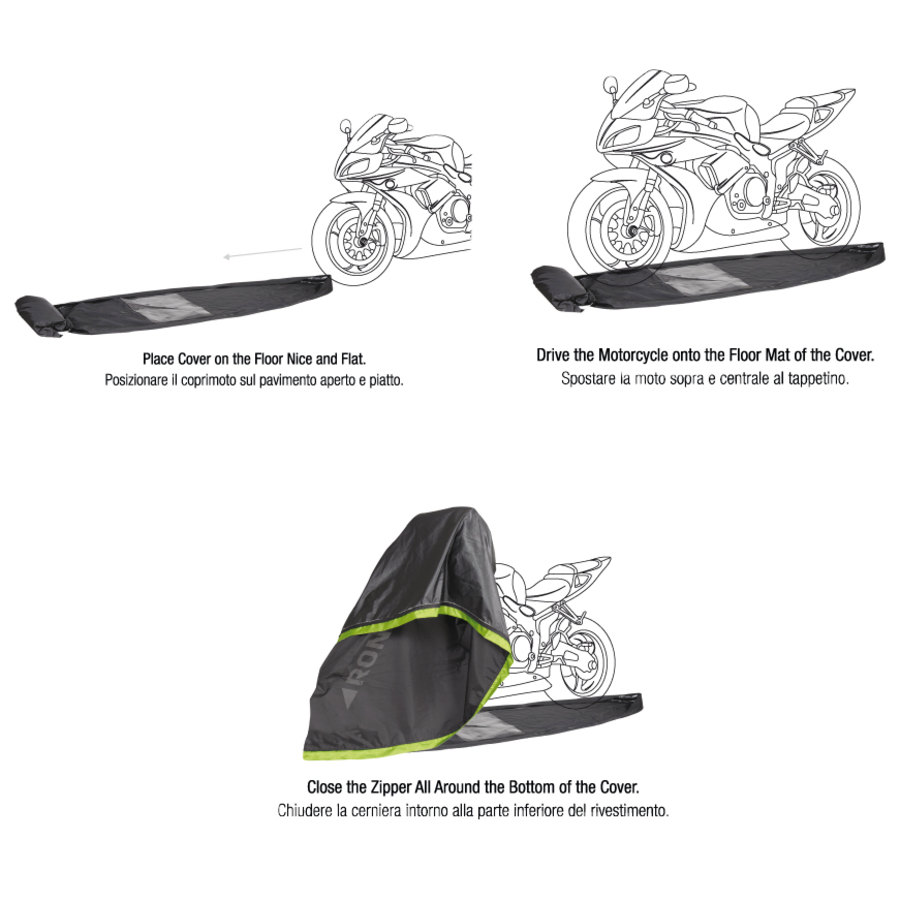 Place Cover on the Floor Nice and Flat.
Posizionare il coprimoto sul pavimento aperto e piatto.
Drive the Motorcycle onto the Floor Mat of the Cover.
Spostare la moto sopra e centrale al tappetino.
RON
Close the Zipper All Around the Bottom of the Cover.
Chiudere la cerniera intorno alla parte inferiore del rivestimento.